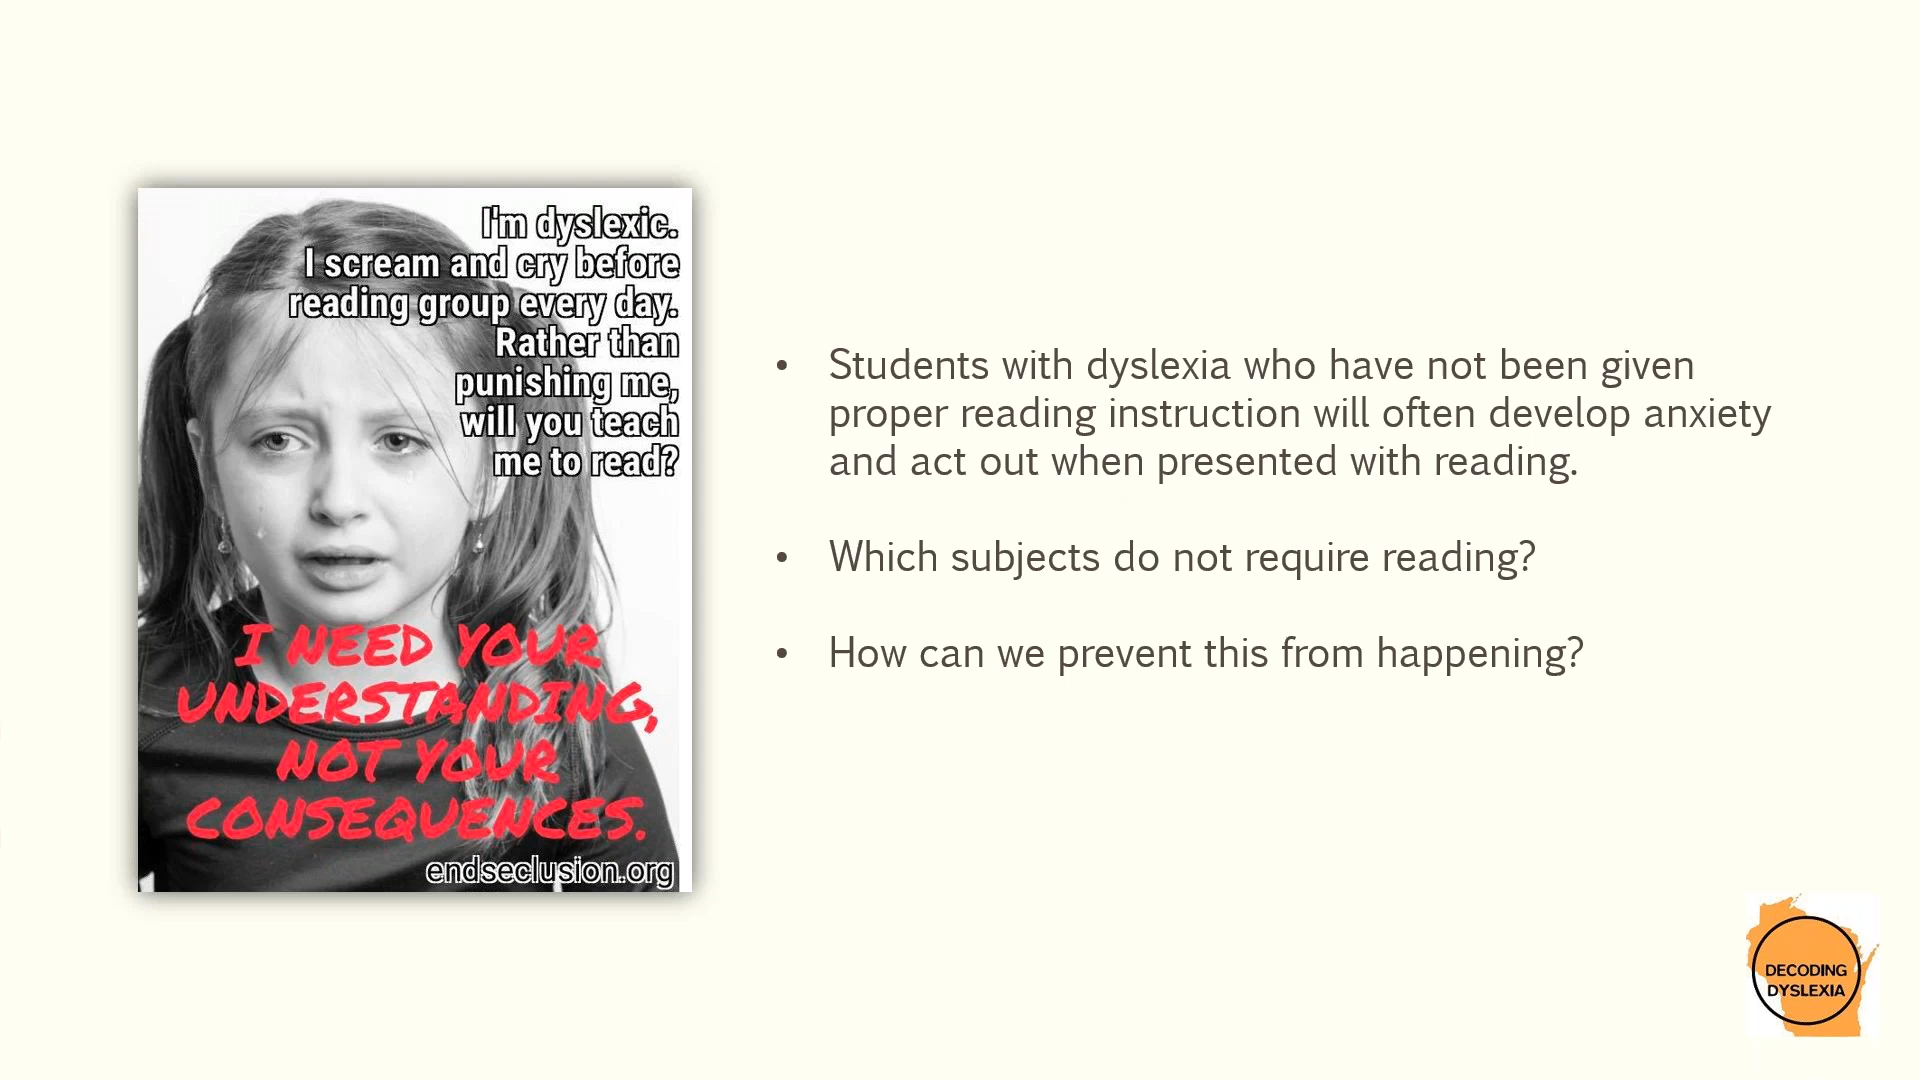 I'm dyslexic.
I scream and cry before
reading group every day.
Rather than
punishing me,
will you teach
me to read?
I NEED YOUR
UNDERSTANDING,
NOT YOUR
CONSEQUENCES.
endseclusion.org
• Students with dyslexia who have not been given
proper reading instruction will often develop anxiety
and act out when presented with reading.
• Which subjects do not require reading?
• How can we prevent this from happening?
DECODING
DYSLEXIA